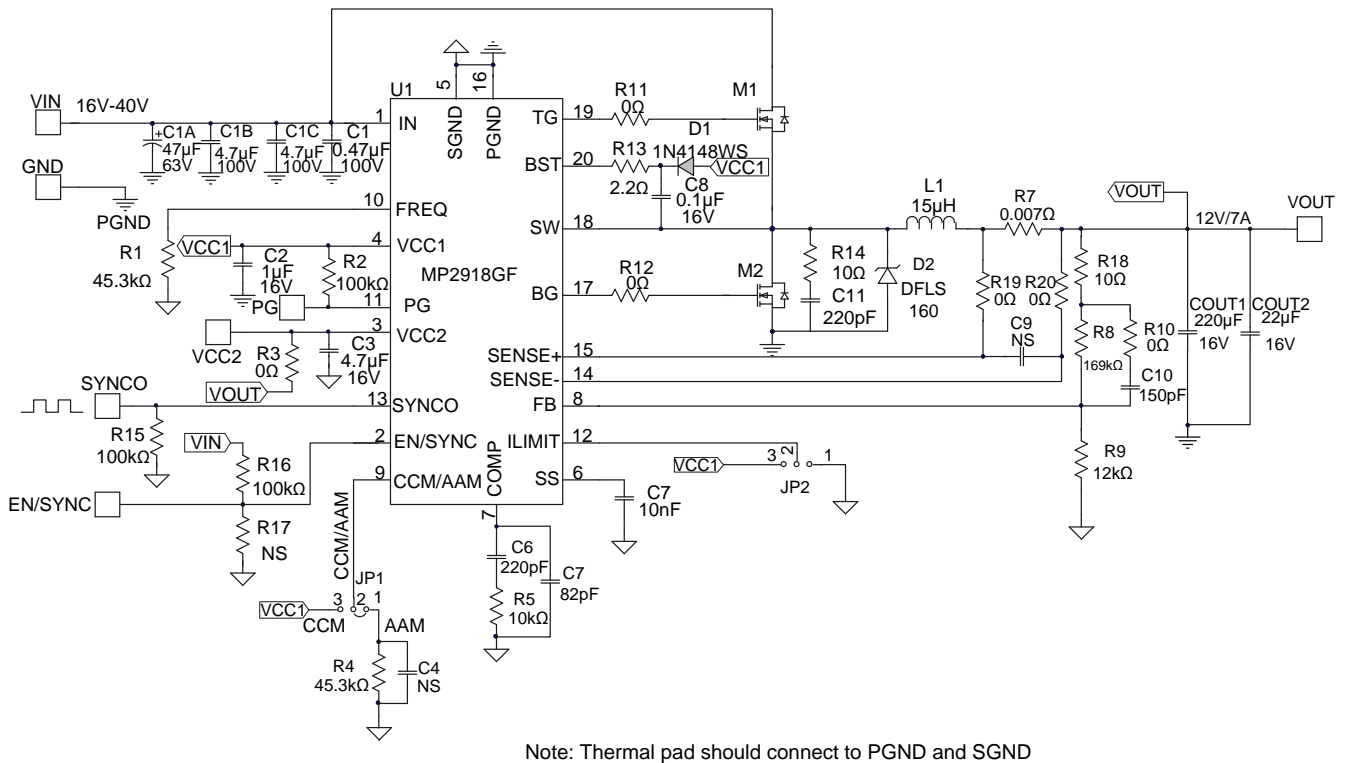 VIN
16V-40V
C1A
47µF
63V
C1B
4.7µF
100V
C1C
4.7µF
100V
C1
0.47µF
100V
GND
PGND
U1
MP2918GF
5
SGND
16
PGND
1
IN
10
FREQ
4
VCC1
11
PG
3
VCC2
13
SYNCO
2
EN/SYNC
9
CCM/AAM
7
COMP
19
TG
20
BST
18
SW
17
BG
15
SENSE+
14
SENSE-
8
FB
12
ILIMIT
6
SS
R1
45.3kΩ
VCC1
C2
1µF
16V
R2
100kΩ
PG
VCC2
R3
0Ω
C3
4.7µF
16V
VOUT
SYNCO
R15
100kΩ
VIN
R16
100kΩ
EN/SYNC
R17
NS
CCM/AAM
JP1
VCC1
3
2
1
CCM
AAM
R4
45.3kΩ
C4
NS
C6
220pF
R5
10kΩ
C7
82pF
C7
10nF
VCC1
3
2
1
JP2
R11
0Ω
M1
D1
1N4148WS
VCC1
R13
2.2Ω
C8
0.1µF
16V
R12
0Ω
M2
R14
10Ω
C11
220pF
D2
DFLS
160
L1
15µH
R7
0.007Ω
R19
0Ω
R20
0Ω
C9
NS
R18
10Ω
R8
169kΩ
R10
0Ω
C10
150pF
R9
12kΩ
VOUT
12V/7A
VOUT
COUT1
220µF
16V
COUT2
22µF
16V
Note: Thermal pad should connect to PGND and SGND